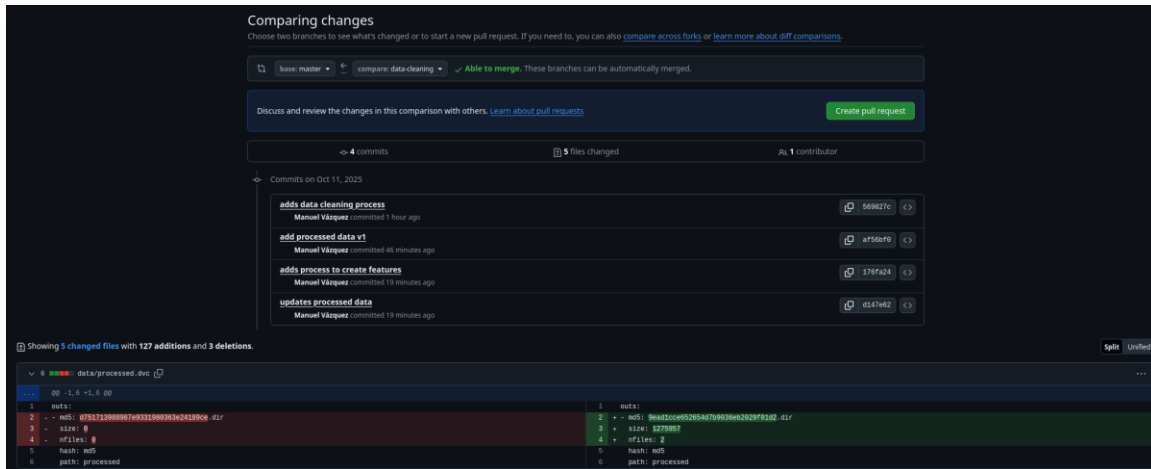 Comparing changes
Choose two branches to see what's changed or to start a new pull request. If you need to, you can also compare across forks or learn more about diff comparisons.
base: master ... compare: data-cleaning Able to merge. These branches can be automatically merged.
Discuss and review the changes in this comparison with others. Learn about pull requests Create pull request
4 commits 5 files changed 1 contributor
Commits on Oct 11, 2025
adds data cleaning process 569827c
Manuel Vázquez committed 1 hour ago
add processed data v1 af56bf0
Manuel Vázquez committed 46 minutes ago
adds process to create features 176fa24
Manuel Vázquez committed 19 minutes ago
updates processed data d147e62
Manuel Vázquez committed 19 minutes ago
Showing 5 changed files with 127 additions and 3 deletions. Split Unified
6 data/processed.dvc ...
... @@ -1,6 +1,6 @@
1 outs: 1 outs:
2 - - md5: d751713988987e9331980363e24189ce.dir 2 + - md5: 9ead1cce652654d7b9036eb2029f01d2.dir
3 - size: 0 3 + size: 1275957
4 - nfiles: 0 4 + nfiles: 2
5 hash: md5 5 hash: md5
6 path: processed 6 path: processed